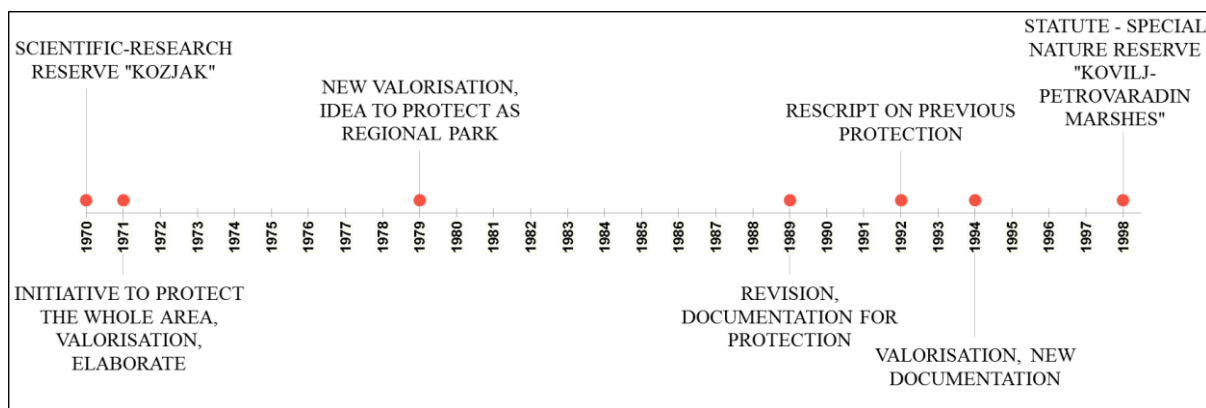 SCIENTIFIC-RESEARCH
RESERVE "KOZJAK"
NEW VALORISATION,
IDEA TO PROTECT AS
REGIONAL PARK
RESCRIPT ON PREVIOUS
PROTECTION
STATUTE - SPECIAL
NATURE RESERVE
"KOVILJ-
PETROVARADIN
MARSHES"
1970
1971
1972
1973
1974
1975
1976
1977
1978
1979
1980
1981
1982
1983
1984
1985
1986
1987
1988
1989
1990
1991
1992
1993
1994
1995
1996
1997
1998
INITIATIVE TO PROTECT
THE WHOLE AREA,
VALORISATION,
ELABORATE
REVISION,
DOCUMENTATION FOR
PROTECTION
VALORISATION, NEW
DOCUMENTATION